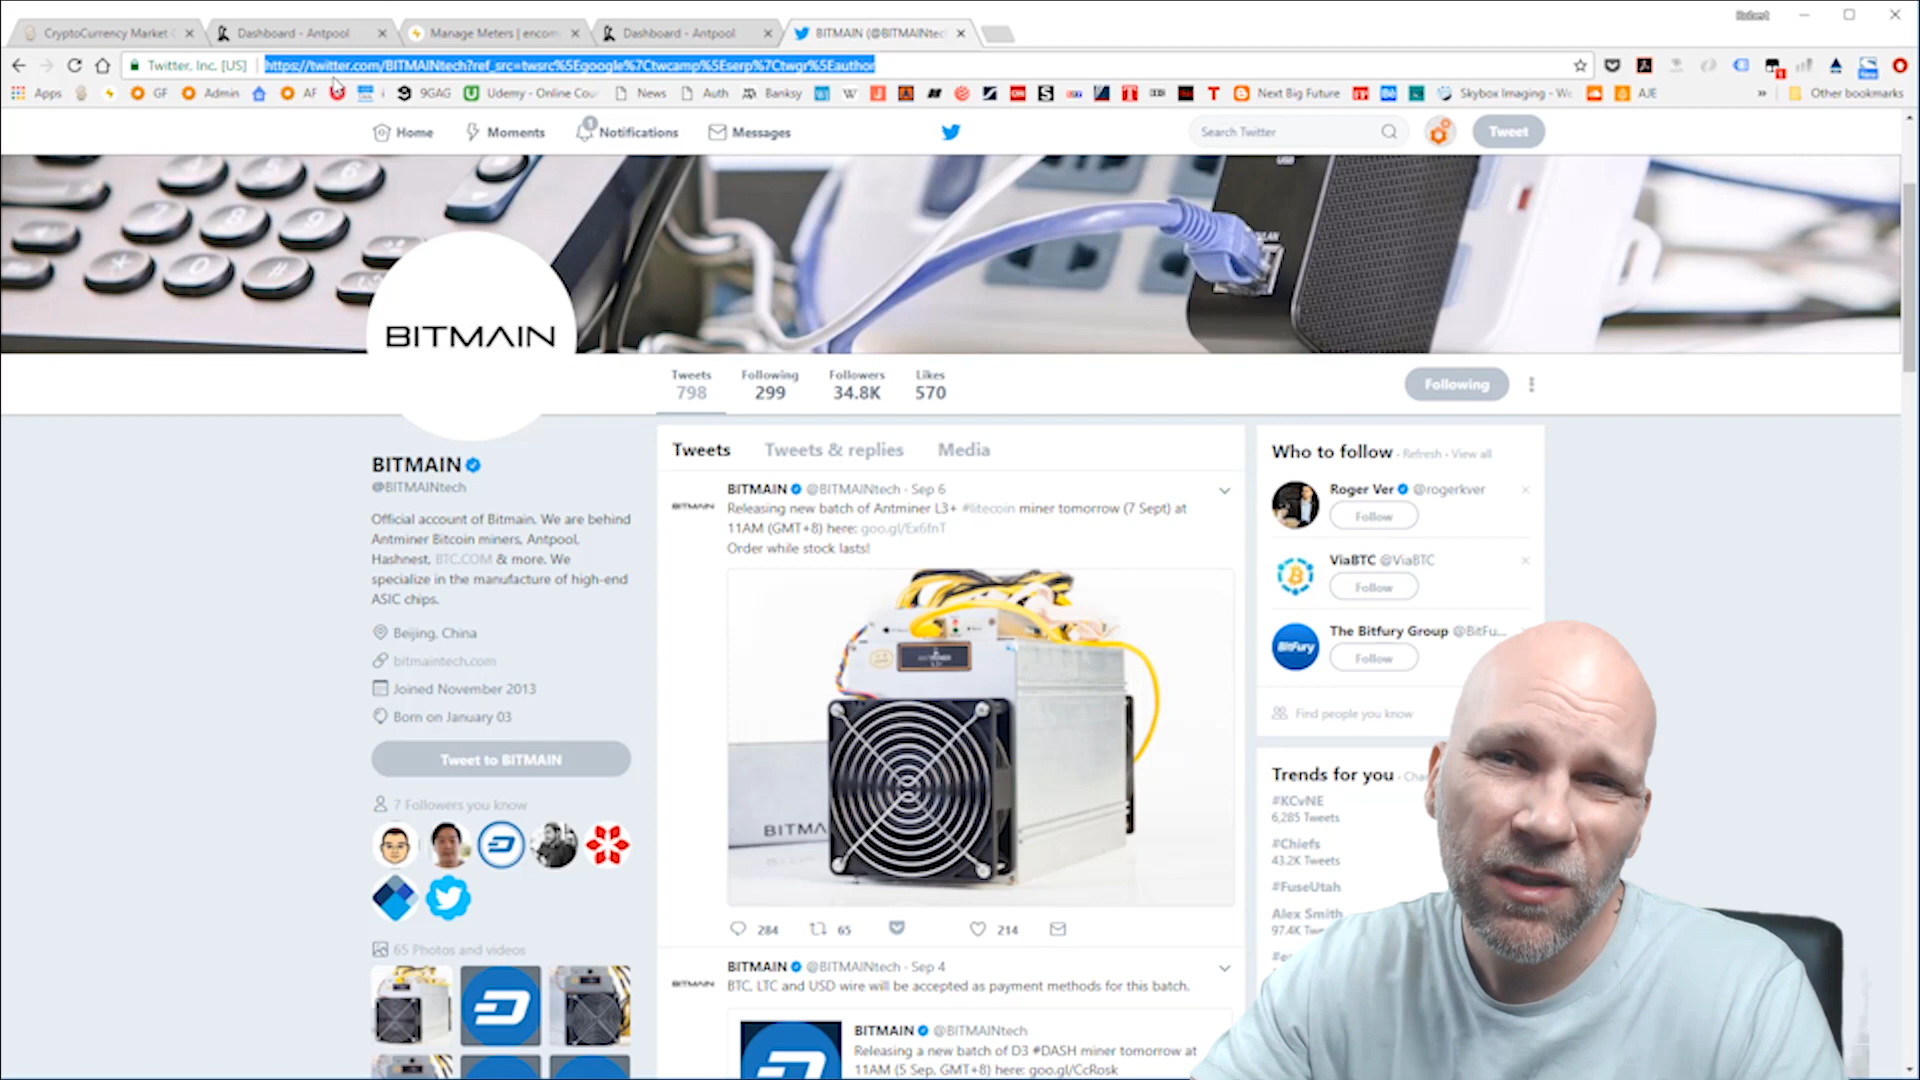 Robert
CryptoCurrency Market C
Dashboard - Antpool
Manage Meters | encom
Dashboard - Antpool
BITMAIN (@BITMAINtec
Twitter, Inc. [US]
https://twitter.com/BITMAINtech?ref_src=twsrc%5Egoogle%7Ctwcamp%5Eserp%7Ctwgr%5Eauthor
Apps
GF
Admin
AF
9GAG
Udemy - Online Cou
News
Auth
Banksy
Next Big Future
Skybox Imaging - We
AJE
»
Other bookmarks
Home
Moments
1
Notifications
Messages
Search Twitter
Tweet
BITMAIN
Tweets
798
Following
299
Followers
34.8K
Likes
570
Following
BITMAIN
@BITMAINtech
Official account of Bitmain. We are behind
Antminer Bitcoin miners, Antpool,
Hashnest, BTC.COM & more. We
specialize in the manufacture of high-end
ASIC chips.
Beijing, China
bitmaintech.com
Joined November 2013
Born on January 03
Tweet to BITMAIN
7 Followers you know
65 Photos and videos
Tweets
Tweets & replies
Media
BITMAIN @BITMAINtech - Sep 6
BITMAIN
Releasing new batch of Antminer L3+ #litecoin miner tomorrow (7 Sept) at
11AM (GMT+8) here: goo.gl/Ex6fnT
Order while stock lasts!
ANTMINER
L3+
BITMA
284
65
214
BITMAIN @BITMAINtech - Sep 4
BITMAIN
BTC, LTC and USD wire will be accepted as payment methods for this batch.
BITMAIN @BITMAINtech
Releasing a new batch of D3 #DASH miner tomorrow at
11AM (5 Sep, GMT+8) here: goo.gl/CcRosk
Who to follow - Refresh - View all
Roger Ver @rogerkver
Follow
ViaBTC @ViaBTC
Follow
The Bitfury Group @BitFu...
BitFury
Follow
Find people you know
Trends for you - Chan
#KCvNE
6,285 Tweets
#Chiefs
43.2K Tweets
#FuseUtah
Alex Smith
97.4K Twe